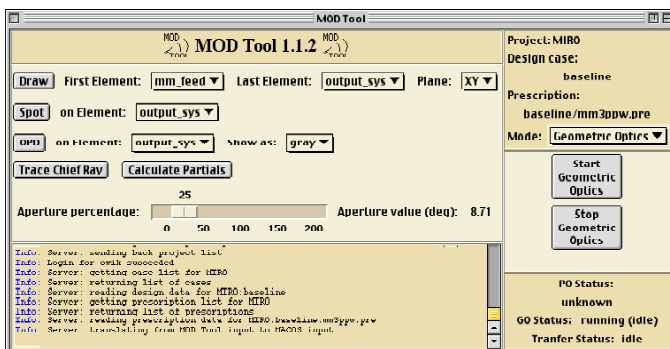 MOD Tool
MOD TOOL MOD Tool 1.1.2 MOD TOOL
Draw First Element: mm_feed Last Element: output_sys Plane: XY
Spot on Element: output_sys
OPD on Element: output_sys Show as: gray
Trace Chief Ray Calculate Partials
25
Aperture percentage: Aperture value (deg): 8.71
0 50 100 150 200
Info: Server: sending back project list
Info: Login for owik succeeded
Info: Server: getting case list for MIRO
Info: Server: returning list of cases
Info: Server: reading design data for MIRO:baseline
Info: Server: getting prescription list for MIRO
Info: Server: returning list of prescriptions
Info: Server: reading prescription data for MIRO.baseline.mm3ppw.pre
Info: Server: translating from MOD Tool input to MACOS input
Project: MIRO
Design case:
baseline
Prescription:
baseline/mm3ppw.pre
Mode: Geometric Optics
Start
Geometric
Optics
Stop
Geometric
Optics
PO Status:
unknown
GO Status: running (idle)
Tranfer Status: idle